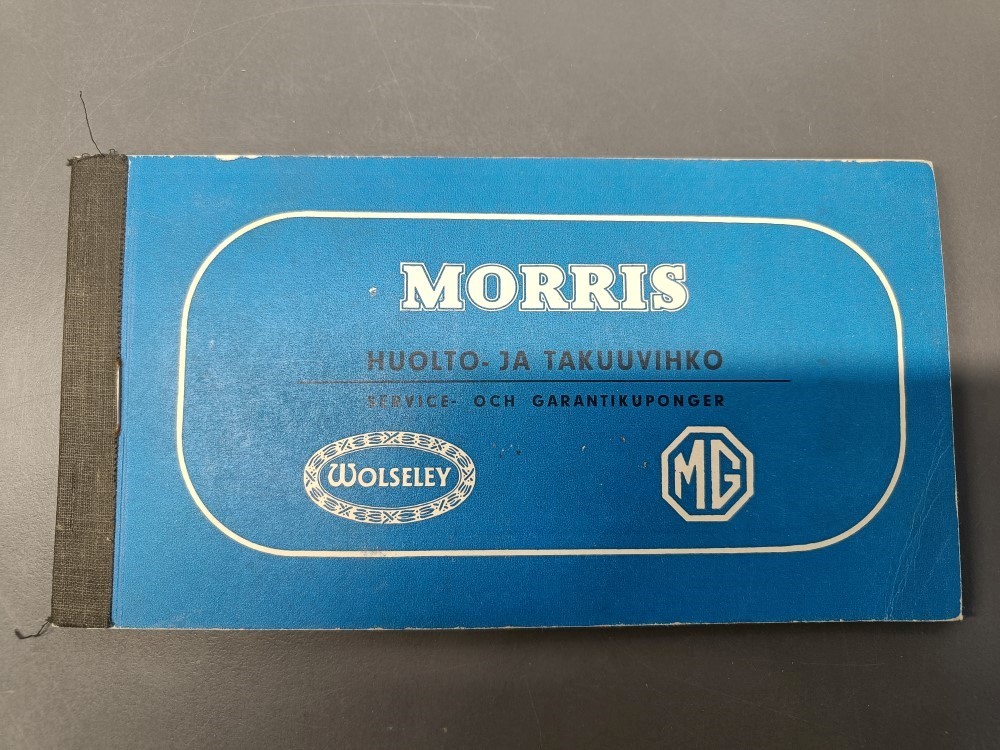 MORRIS
HUOLTO- JA TAKUUVIHKO
SERVICE- OCH GARANTIKUPONGER
WOLSELEY
MG